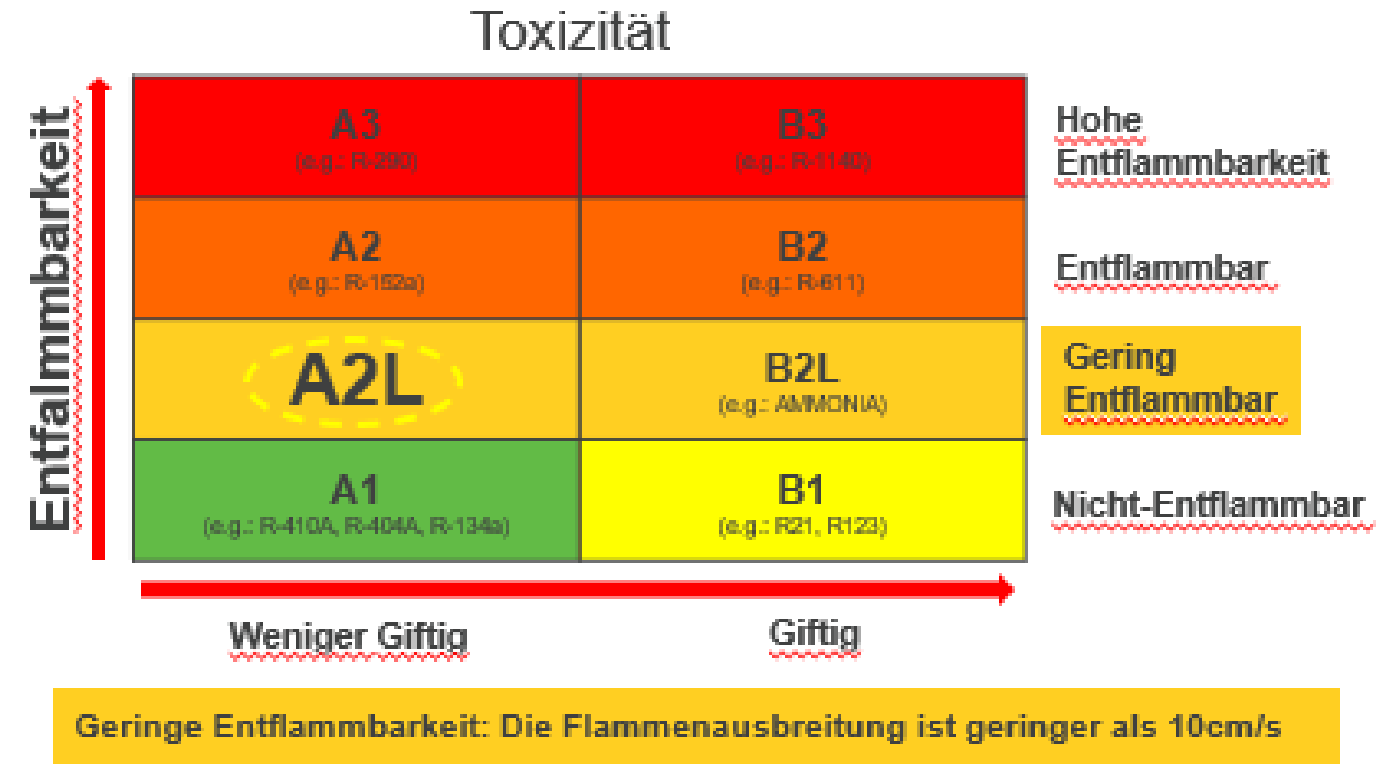 Toxizität
Entfalmmbarkeit
A3
(e.g.: R-290)
B3
(e.g.: R-1140)
Hohe
Entflammbarkeit
A2
(e.g.: R-152a)
B2
(e.g.: R-611)
Entflammbar
A2L
B2L
(e.g.: AMMONIA)
Gering
Entflammbar
A1
(e.g.: R-410A, R-404A, R-134a)
B1
(e.g.: R21, R123)
Nicht-Entflammbar
Weniger Giftig
Giftig
Geringe Entflammbarkeit: Die Flammenausbreitung ist geringer als 10cm/s